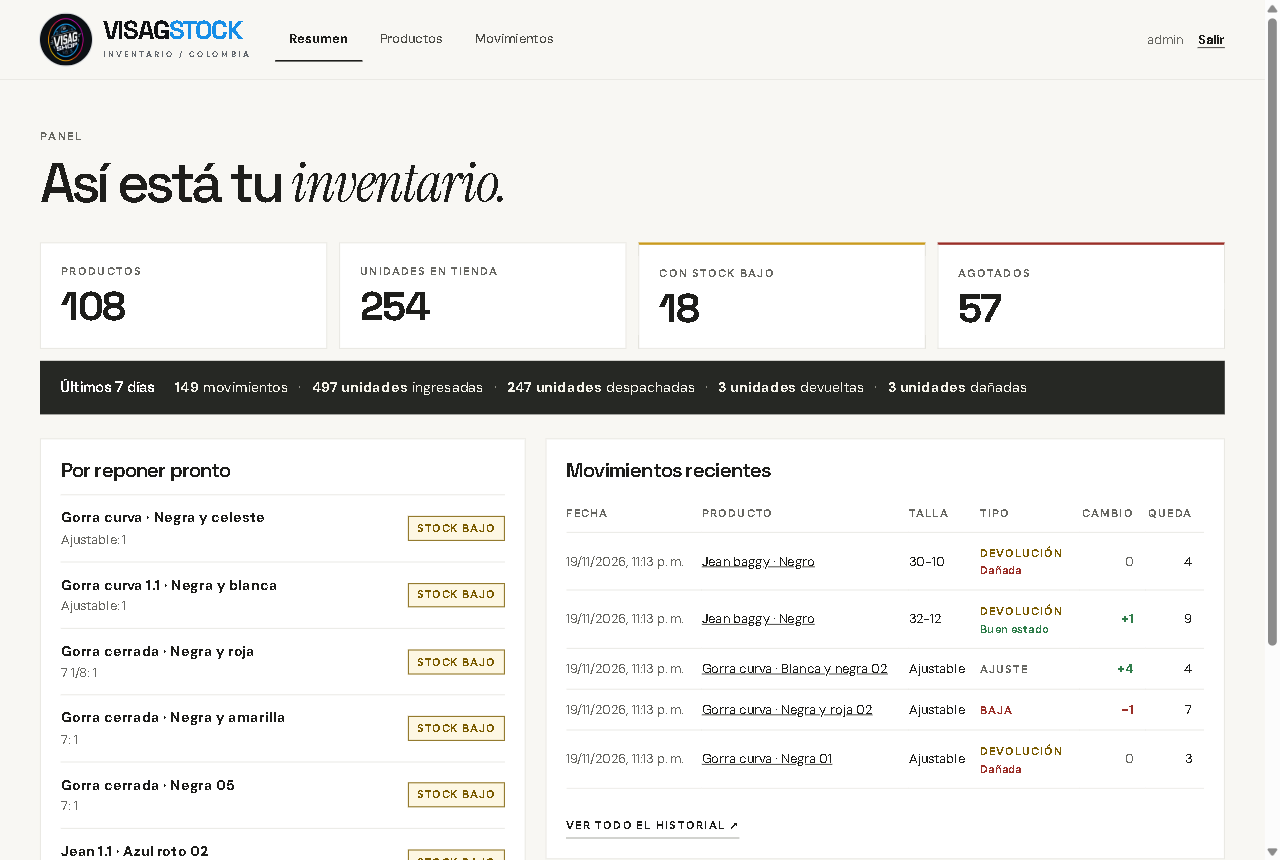 VISAG
SHOP
VISAGSTOCK
INVENTARIO / COLOMBIA
Resumen
Productos
Movimientos
admin
Salir
PANEL
Así está tu inventario.
PRODUCTOS
108
UNIDADES EN TIENDA
254
CON STOCK BAJO
18
AGOTADOS
57
Últimos 7 días 149 movimientos · 497 unidades ingresadas · 247 unidades despachadas · 3 unidades devueltas · 3 unidades dañadas
Por reponer pronto
Gorra curva · Negra y celeste
Ajustable: 1
STOCK BAJO
Gorra curva 1.1 · Negra y blanca
Ajustable: 1
STOCK BAJO
Gorra cerrada · Negra y roja
7 1/8: 1
STOCK BAJO
Gorra cerrada · Negra y amarilla
7: 1
STOCK BAJO
Gorra cerrada · Negra 05
7: 1
STOCK BAJO
Jean 1.1 · Azul roto 02
STOCK BAJO
Movimientos recientes
FECHA PRODUCTO TALLA TIPO CAMBIO QUEDA
19/11/2026, 11:13 p. m. Jean baggy · Negro 30-10 DEVOLUCIÓN Dañada 0 4
19/11/2026, 11:13 p. m. Jean baggy · Negro 32-12 DEVOLUCIÓN Buen estado +1 9
19/11/2026, 11:13 p. m. Gorra curva · Blanca y negra 02 Ajustable AJUSTE +4 4
19/11/2026, 11:13 p. m. Gorra curva · Negra y roja 02 Ajustable BAJA −1 7
19/11/2026, 11:13 p. m. Gorra curva · Negra 01 Ajustable DEVOLUCIÓN Dañada 0 3
VER TODO EL HISTORIAL ↗